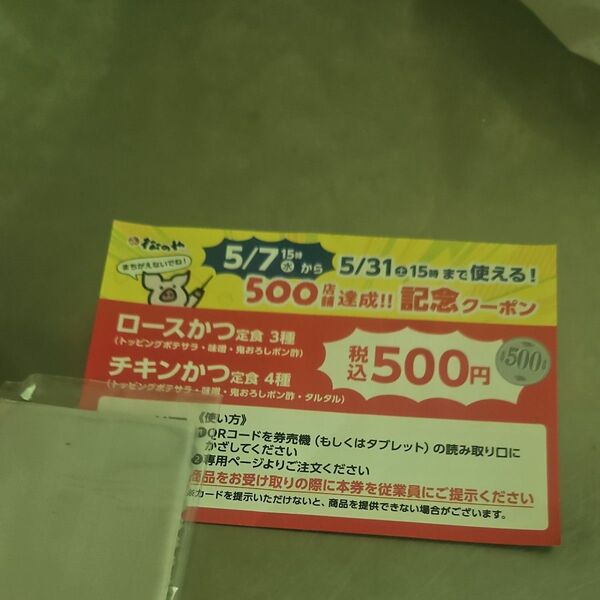 松のや
まちがえないでね!
5/7 15時 水 から 5/31 土 15時 まで使える!
500店舗達成!! 記念クーポン
ロースかつ定食 3種
(トッピングポテサラ・味噌・鬼おろしポン酢)
チキンかつ定食 4種
(トッピングポテサラ・味噌・鬼おろしポン酢・タルタル)
税込500円
500
《使い方》
❶QRコードを券売機(もしくはタブレット)の読み取り口に
かざしてください
❷専用ページよりご注文ください
商品をお受け取りの際に本券を従業員にご提示ください
※カードを提示いただけないと、商品を提供できない場合がございます。